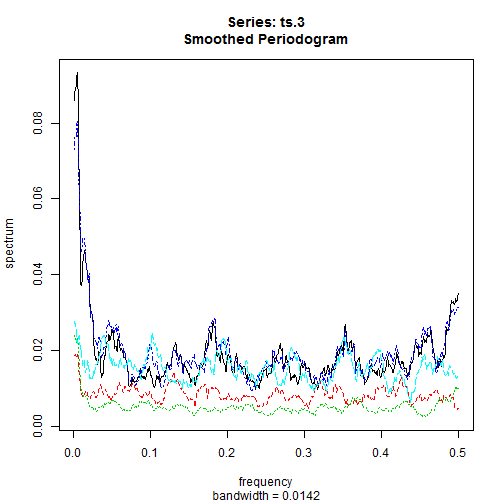 Series: ts.3
Smoothed Periodogram
spectrum
0.08
0.06
0.04
0.02
0.00
0.0 0.1 0.2 0.3 0.4 0.5
frequency
bandwidth = 0.0142